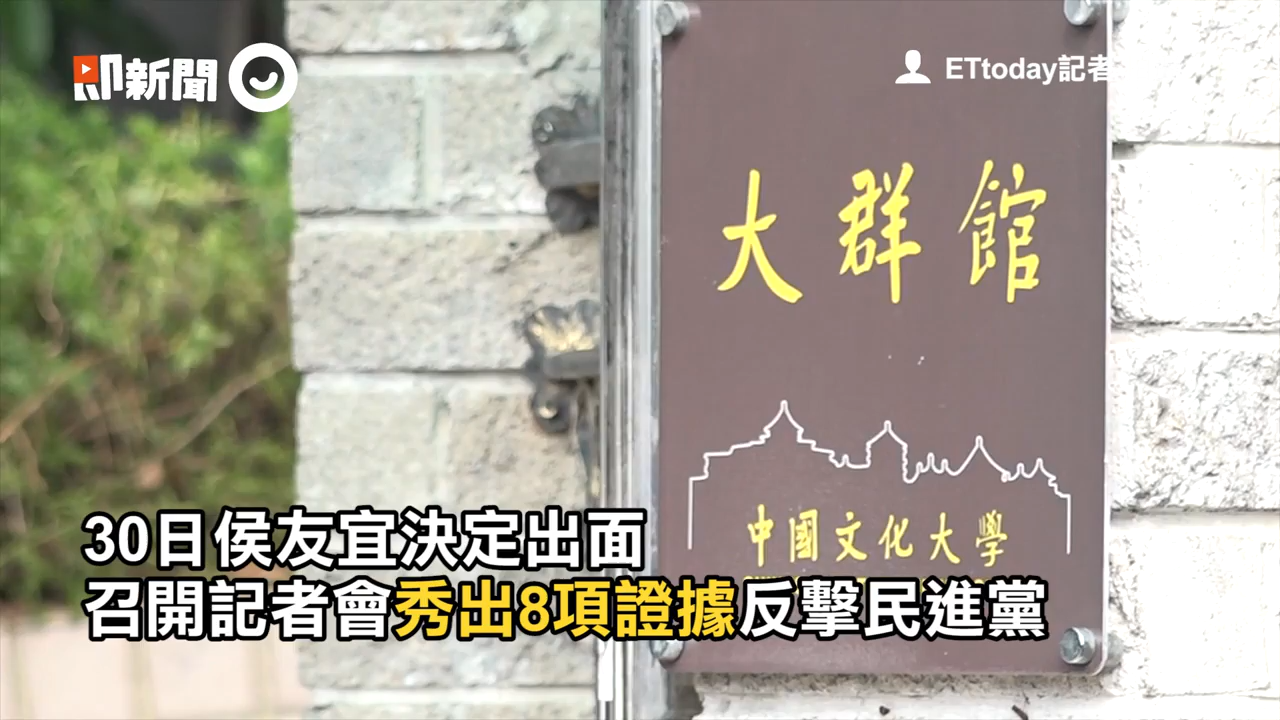 即新聞
ETtoday記者
大群館
中國文化大學
30日侯友宜決定出面
召開記者會秀出8項證據反擊民進黨